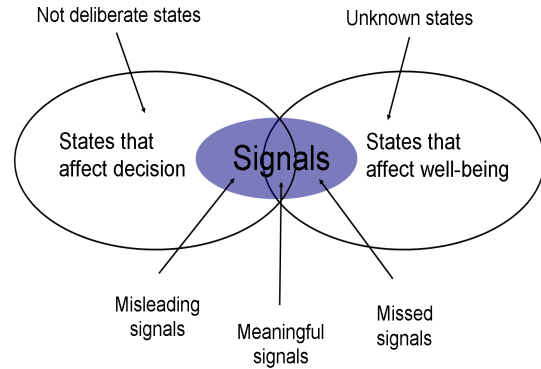 Not deliberate states
Unknown states
States that
affect decision
Signals
States that
affect well-being
Misleading
signals
Meaningful
signals
Missed
signals